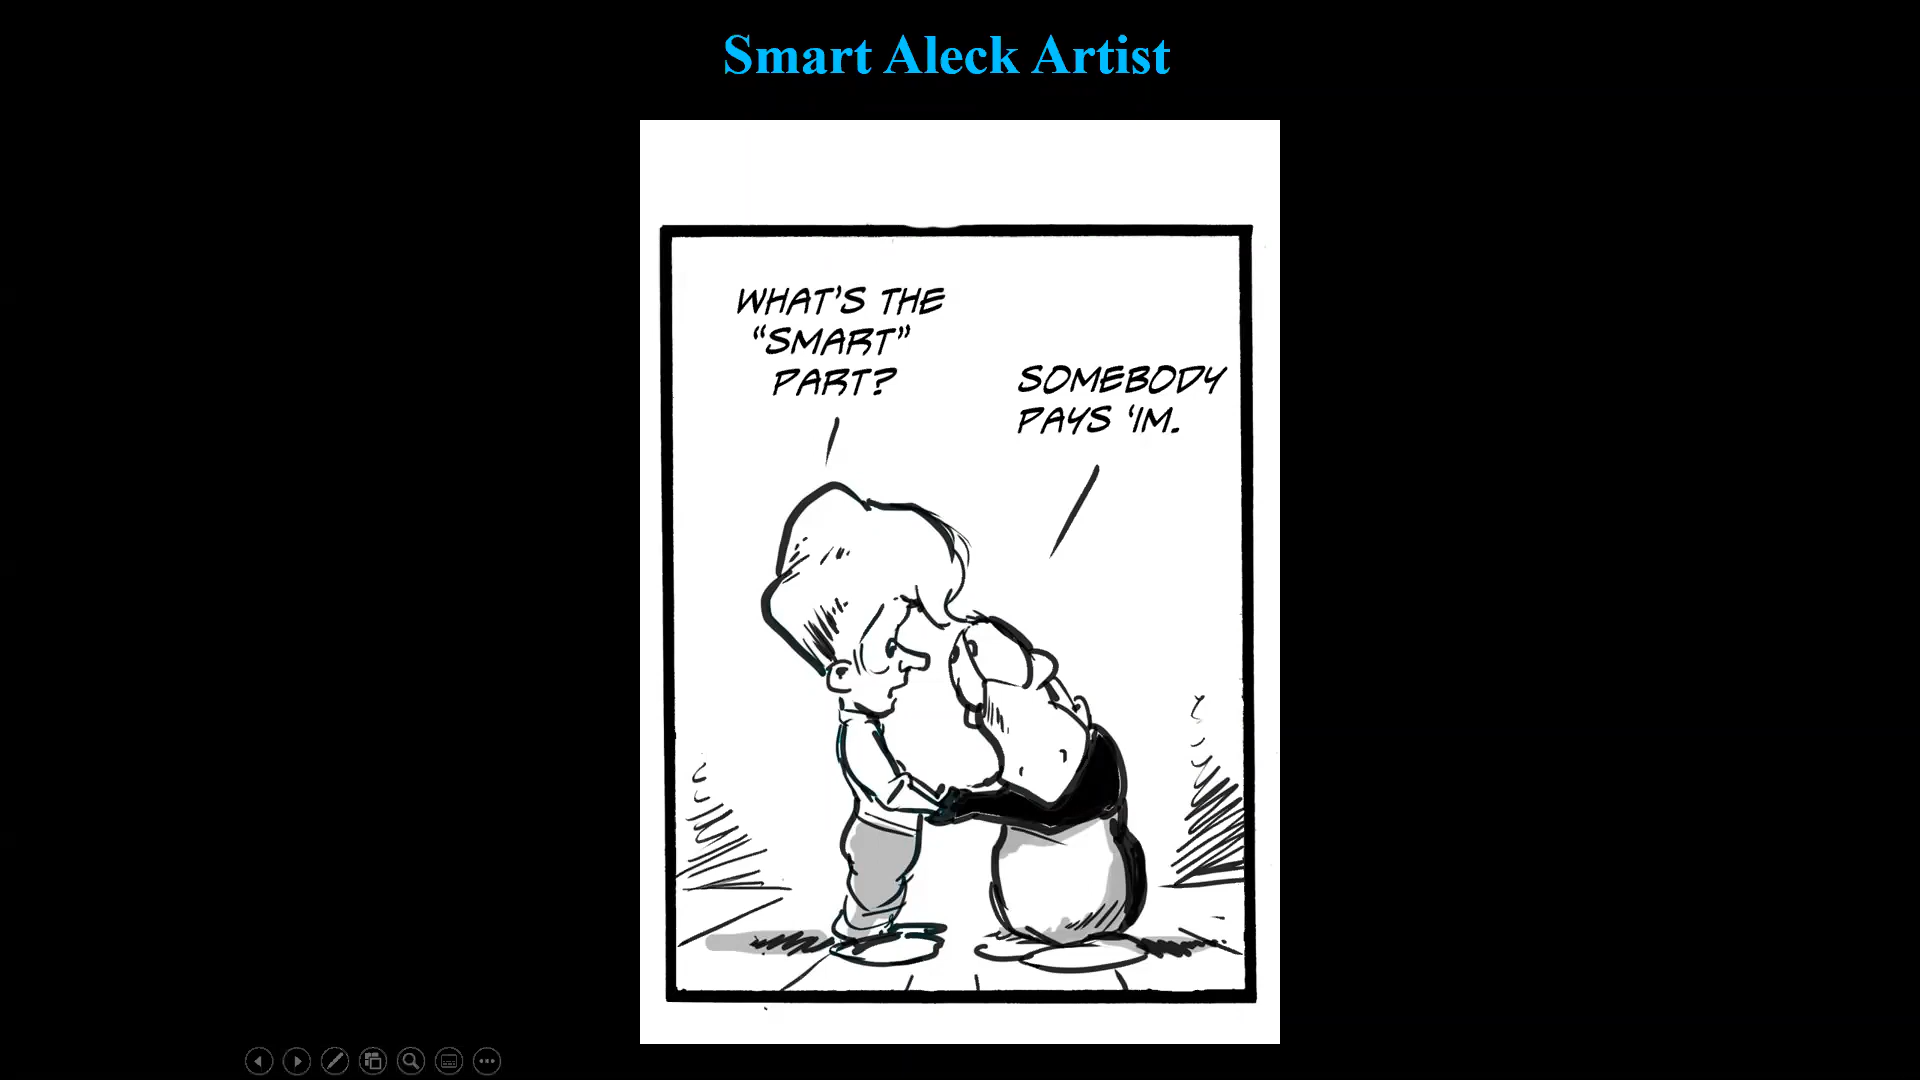 Smart Aleck Artist
WHAT'S THE
“SMART”
PART?
SOMEBODY
PAYS ‘IM.